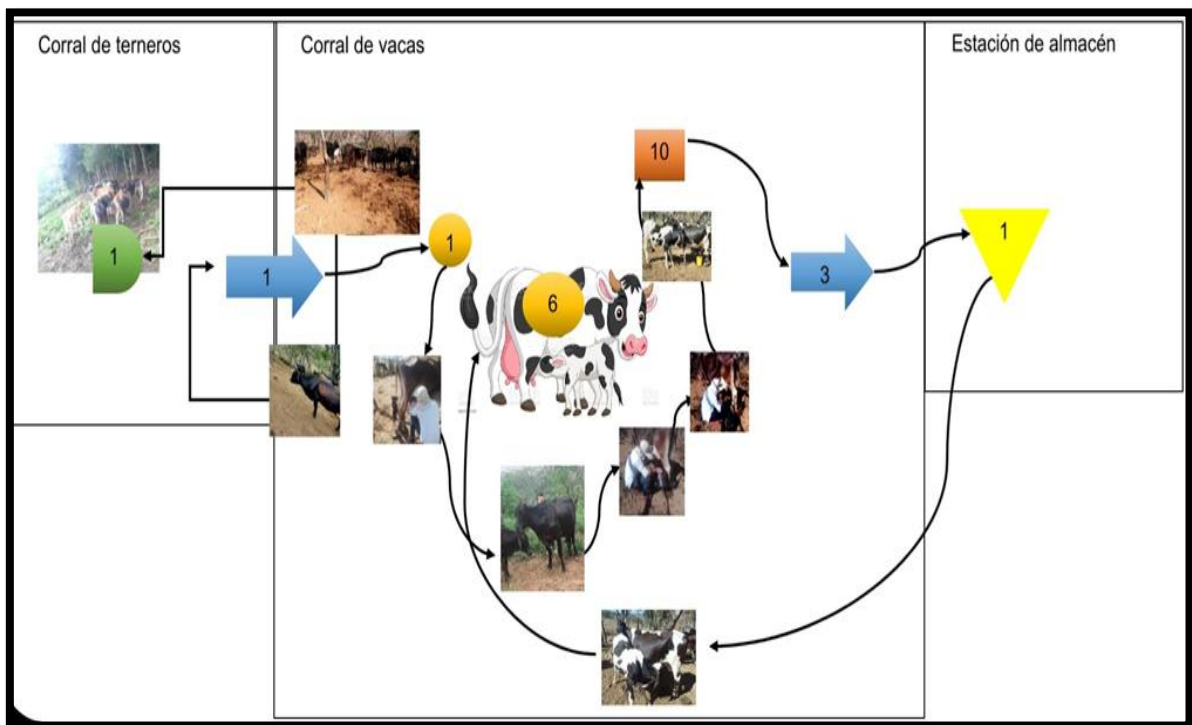 Corral de terneros
Corral de vacas
Estación de almacén
10
1
1
1
1
6
3